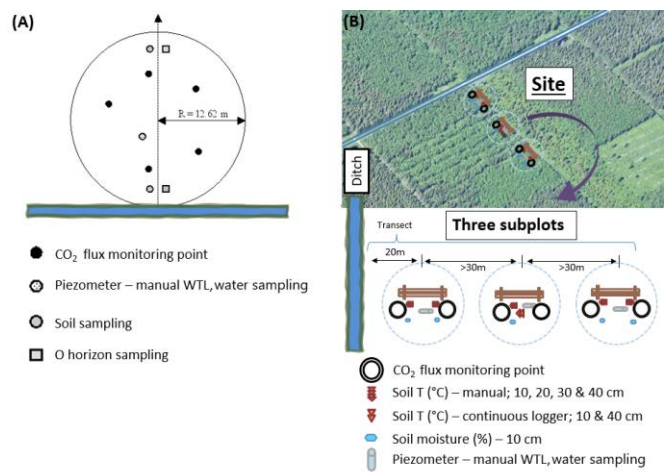 (A)
R = 12.62 m
CO₂ flux monitoring point
Piezometer – manual WTL, water sampling
Soil sampling
O horizon sampling
(B)
Site
Ditch
Three subplots
Transect
20m
>30m
>30m
CO₂ flux monitoring point
Soil T (°C) – manual; 10, 20, 30 & 40 cm
Soil T (°C) – continuous logger; 10 & 40 cm
Soil moisture (%) – 10 cm
Piezometer – manual WTL, water sampling